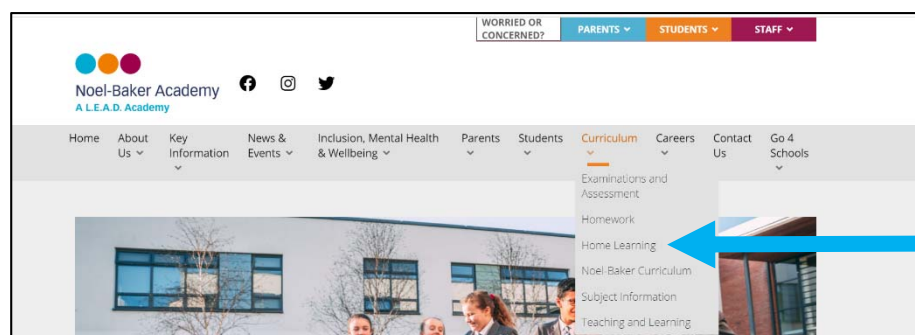 WORRIED OR
CONCERNED?
PARENTS
STUDENTS
STAFF
Noel-Baker Academy
A L.E.A.D. Academy
Home
About
Us
Key
Information
News &
Events
Inclusion, Mental Health
& Wellbeing
Parents
Students
Curriculum
Careers
Contact
Us
Go 4
Schools
Examinations and
Assessment
Homework
Home Learning
Noel-Baker Curriculum
Subject Information
Teaching and Learning